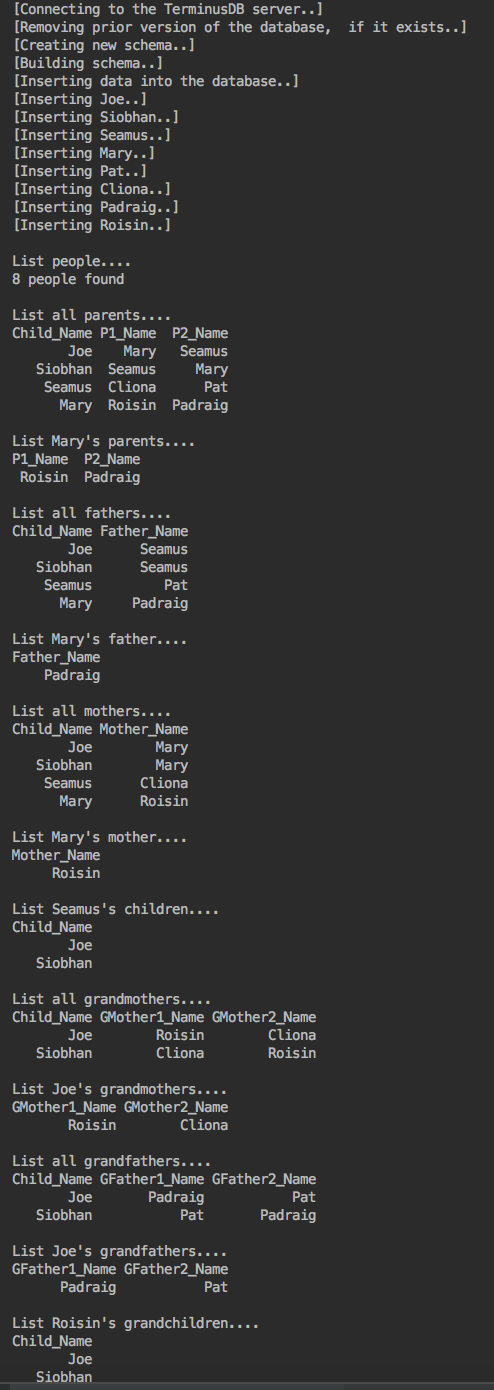 [Connecting to the TerminusDB server..]
[Removing prior version of the database,  if it exists..]
[Creating new schema..]
[Building schema..]
[Inserting data into the database..]
[Inserting Joe..]
[Inserting Siobhan..]
[Inserting Seamus..]
[Inserting Mary..]
[Inserting Pat..]
[Inserting Cliona..]
[Inserting Padraig..]
[Inserting Roisin..]

List people....
8 people found

List all parents....
Child_Name P1_Name  P2_Name
       Joe    Mary   Seamus
   Siobhan  Seamus     Mary
    Seamus  Cliona      Pat
      Mary  Roisin  Padraig

List Mary's parents....
P1_Name  P2_Name
 Roisin  Padraig

List all fathers....
Child_Name Father_Name
       Joe      Seamus
   Siobhan      Seamus
    Seamus         Pat
      Mary     Padraig

List Mary's father....
Father_Name
    Padraig

List all mothers....
Child_Name Mother_Name
       Joe        Mary
   Siobhan        Mary
    Seamus      Cliona
      Mary      Roisin

List Mary's mother....
Mother_Name
     Roisin

List Seamus's children....
Child_Name
       Joe
   Siobhan

List all grandmothers....
Child_Name GMother1_Name GMother2_Name
       Joe        Roisin        Cliona
   Siobhan        Cliona        Roisin

List Joe's grandmothers....
GMother1_Name GMother2_Name
       Roisin        Cliona

List all grandfathers....
Child_Name GFather1_Name GFather2_Name
       Joe       Padraig           Pat
   Siobhan           Pat       Padraig

List Joe's grandfathers....
GFather1_Name GFather2_Name
      Padraig           Pat

List Roisin's grandchildren....
Child_Name
       Joe
   Siobhan